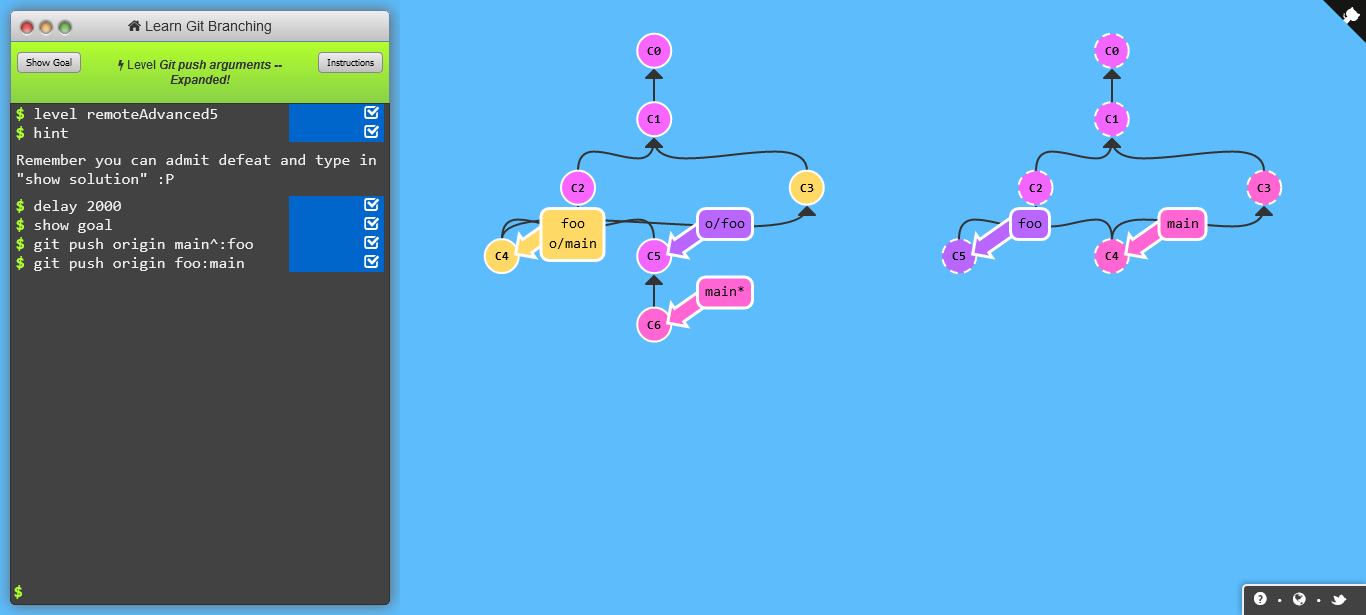 Learn Git Branching
Show Goal
Level Git push arguments --
Expanded!
Instructions
$ level remoteAdvanced5
$ hint
Remember you can admit defeat and type in
"show solution" :P
$ delay 2000
$ show goal
$ git push origin main^:foo
$ git push origin foo:main
$
C0
C1
C2
C3
foo
o/main
o/foo
C4
C5
main*
C6
C0
C1
C2
C3
foo
main
C5
C4
?